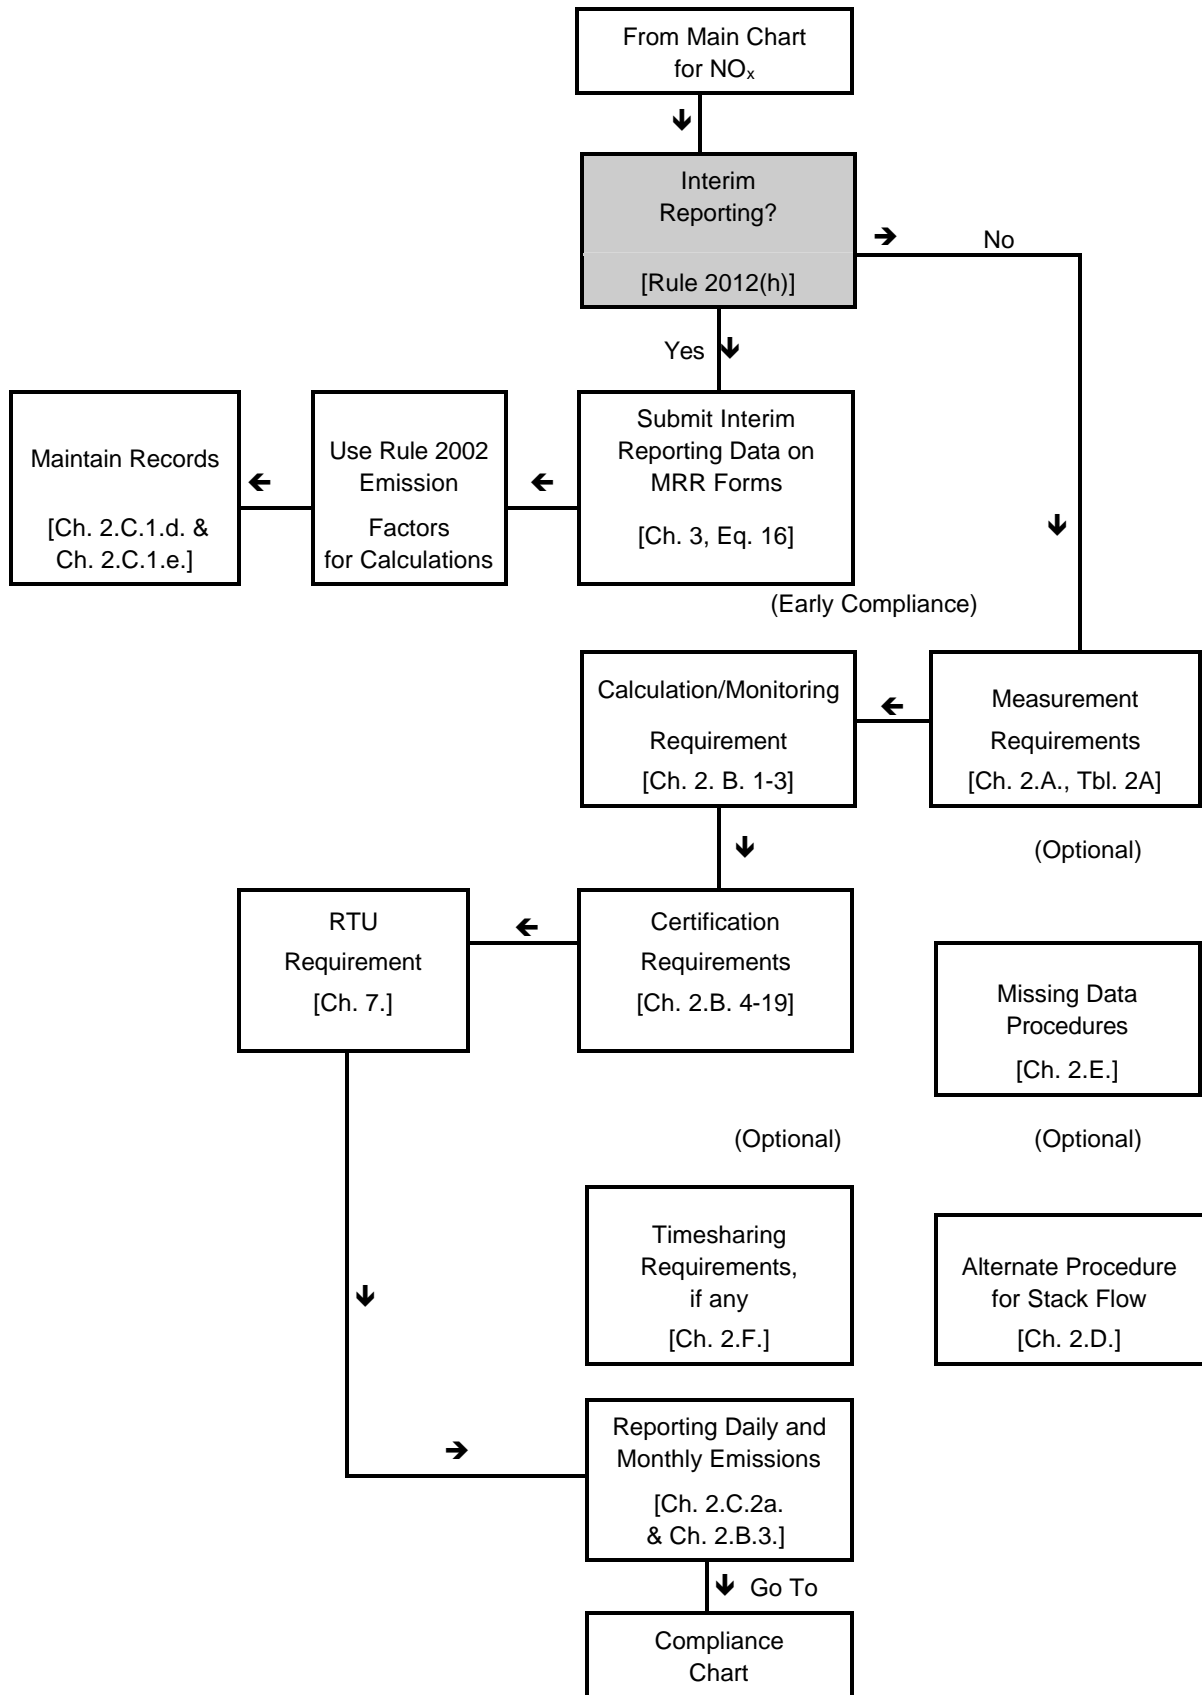 From Main Chart
for NOx
Interim
Reporting?
[Rule 2012(h)]
No
Yes
Maintain Records
[Ch. 2.C.1.d. &
Ch. 2.C.1.e.]
Use Rule 2002
Emission
Factors
for Calculations
Submit Interim
Reporting Data on
MRR Forms
[Ch. 3, Eq. 16]
(Early Compliance)
Calculation/Monitoring
Requirement
[Ch. 2. B. 1-3]
Measurement
Requirements
[Ch. 2.A., Tbl. 2A]
(Optional)
RTU
Requirement
[Ch. 7.]
Certification
Requirements
[Ch. 2.B. 4-19]
Missing Data
Procedures
[Ch. 2.E.]
(Optional)
(Optional)
Timesharing
Requirements,
if any
[Ch. 2.F.]
Alternate Procedure
for Stack Flow
[Ch. 2.D.]
Reporting Daily and
Monthly Emissions
[Ch. 2.C.2a.
& Ch. 2.B.3.]
Go To
Compliance
Chart